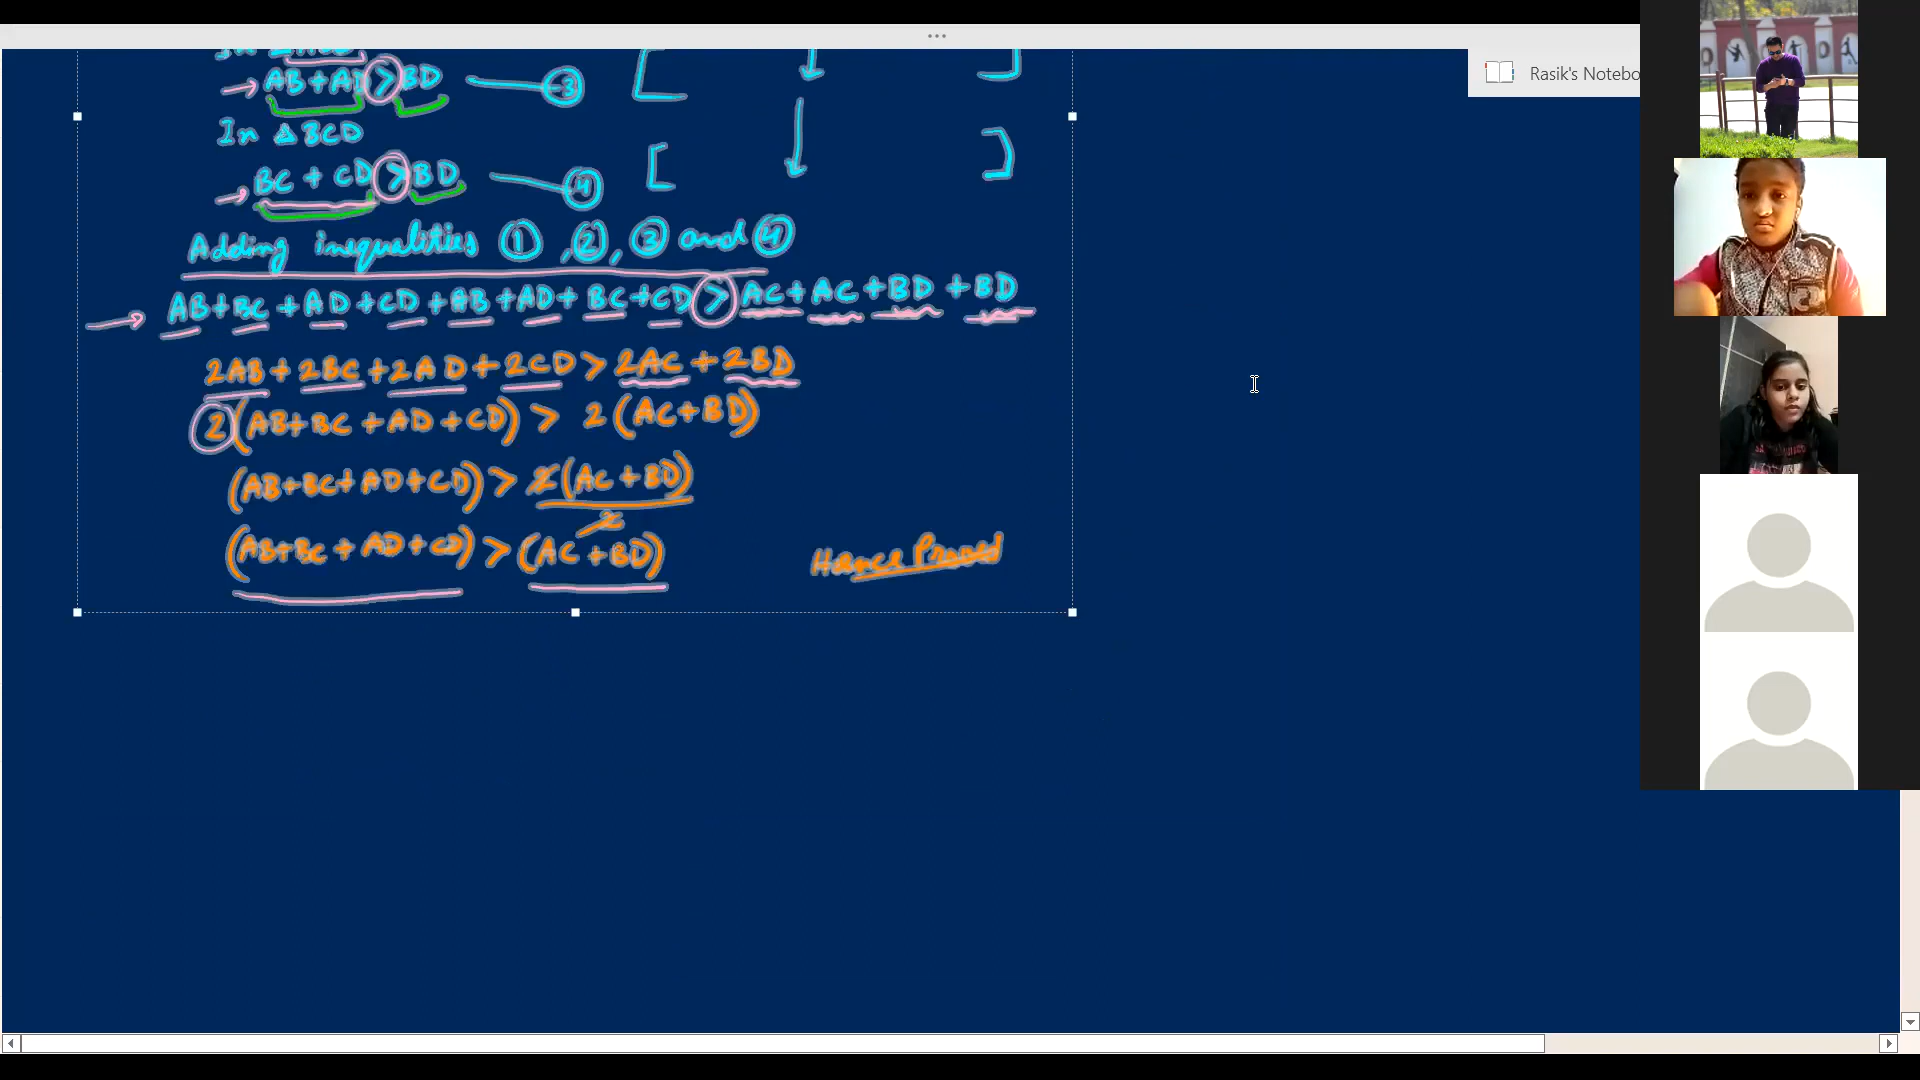 → AB+AD > BD ——— 3
Rasik's Notebo
In Δ BCD
→ BC + CD > BD ——— 4
Adding inequalities 1, 2, 3 and 4
→ AB+BC+AD+CD+AB+AD+BC+CD > AC+AC+BD+BD
2AB+2BC+2AD+2CD > 2AC+2BD
2(AB+BC+AD+CD) > 2(AC+BD)
(AB+BC+AD+CD) > 2(AC+BD)
2
(AB+BC+AD+CD) > (AC+BD)
Hence Proved